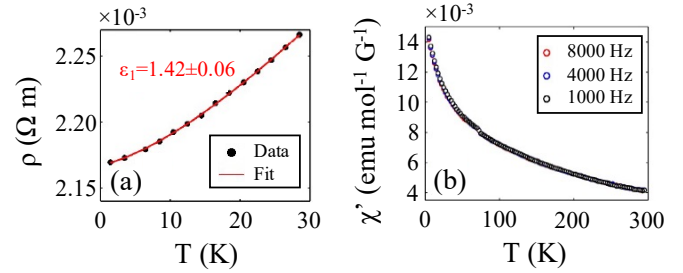 ×10⁻³
2.25
2.20
2.15
ρ (Ω m)
ε₁=1.42±0.06
Data
Fit
(a)
0 10 20 30
T (K)
×10⁻³
14
12
10
8
6
4
χ' (emu mol⁻¹ G⁻¹)
8000 Hz
4000 Hz
1000 Hz
(b)
0 100 200 300
T (K)